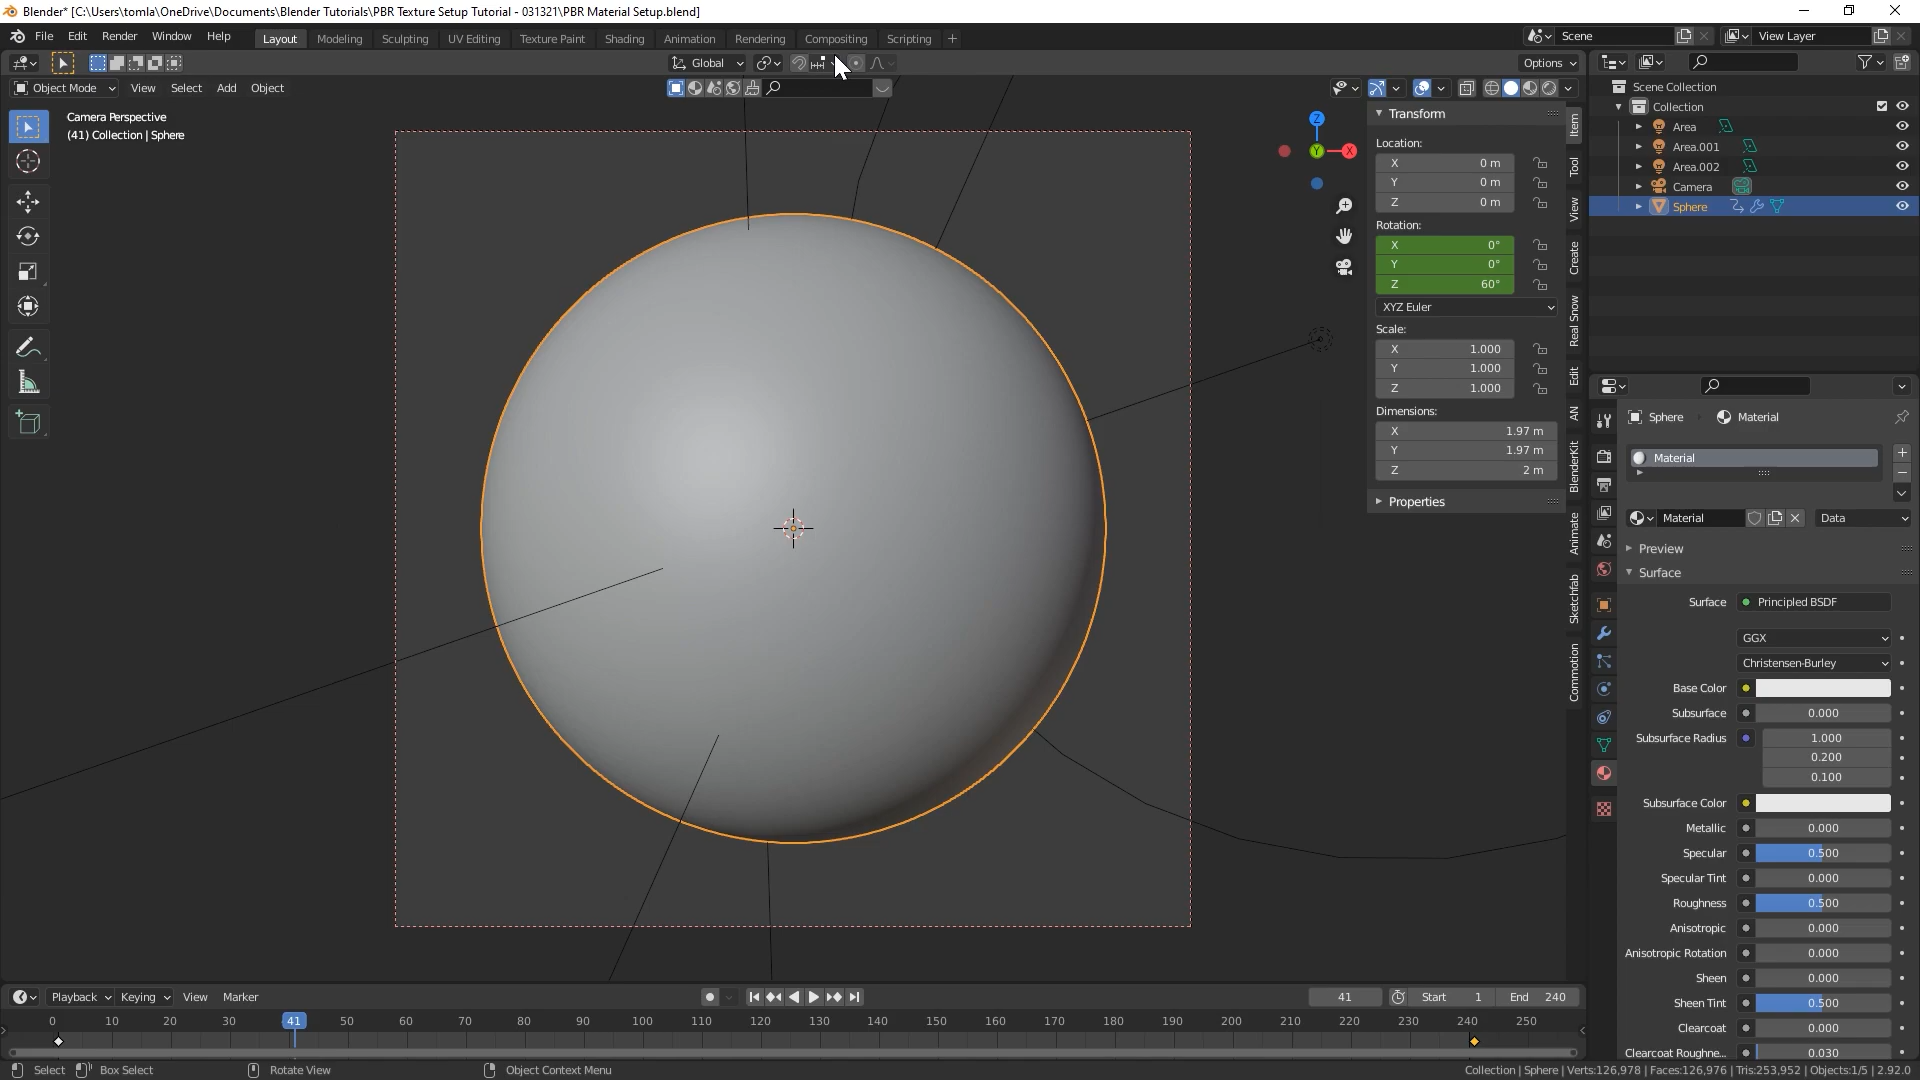 Blender* [C:\Users\tomla\OneDrive\Documents\Blender Tutorials\PBR Texture Setup Tutorial - 031321\PBR Material Setup.blend]
File Edit Render Window Help Layout Modeling Sculpting UV Editing Texture Paint Shading Animation Rendering Compositing Scripting + Scene View Layer
Global Options
Object Mode View Select Add Object
Camera Perspective
(41) Collection | Sphere
Z
Y
X
Transform
Location:
X 0 m
Y 0 m
Z 0 m
Rotation:
X 0°
Y 0°
Z 60°
XYZ Euler
Scale:
X 1.000
Y 1.000
Z 1.000
Dimensions:
X 1.97 m
Y 1.97 m
Z 2 m
Properties
Item
Tool
View
Create
Real Snow
Edit
AN
BlenderKit
Animate
Sketchfab
Commotion
Scene Collection
Collection
Area
Area.001
Area.002
Camera
Sphere
Sphere Material
Material
Material Data
Preview
Surface
Surface Principled BSDF
GGX
Christensen-Burley
Base Color
Subsurface 0.000
Subsurface Radius 1.000
0.200
0.100
Subsurface Color
Metallic 0.000
Specular 0.500
Specular Tint 0.000
Roughness 0.500
Anisotropic 0.000
Anisotropic Rotation 0.000
Sheen 0.000
Sheen Tint 0.500
Clearcoat 0.000
Clearcoat Roughne... 0.030
Playback Keying View Marker 41 Start 1 End 240
0 10 20 30 41 50 60 70 80 90 100 110 120 130 140 150 160 170 180 190 200 210 220 230 240 250
Select Box Select Rotate View Object Context Menu Collection | Sphere | Verts:126,978 | Faces:126,976 | Tris:253,952 | Objects:1/5 | 2.92.0